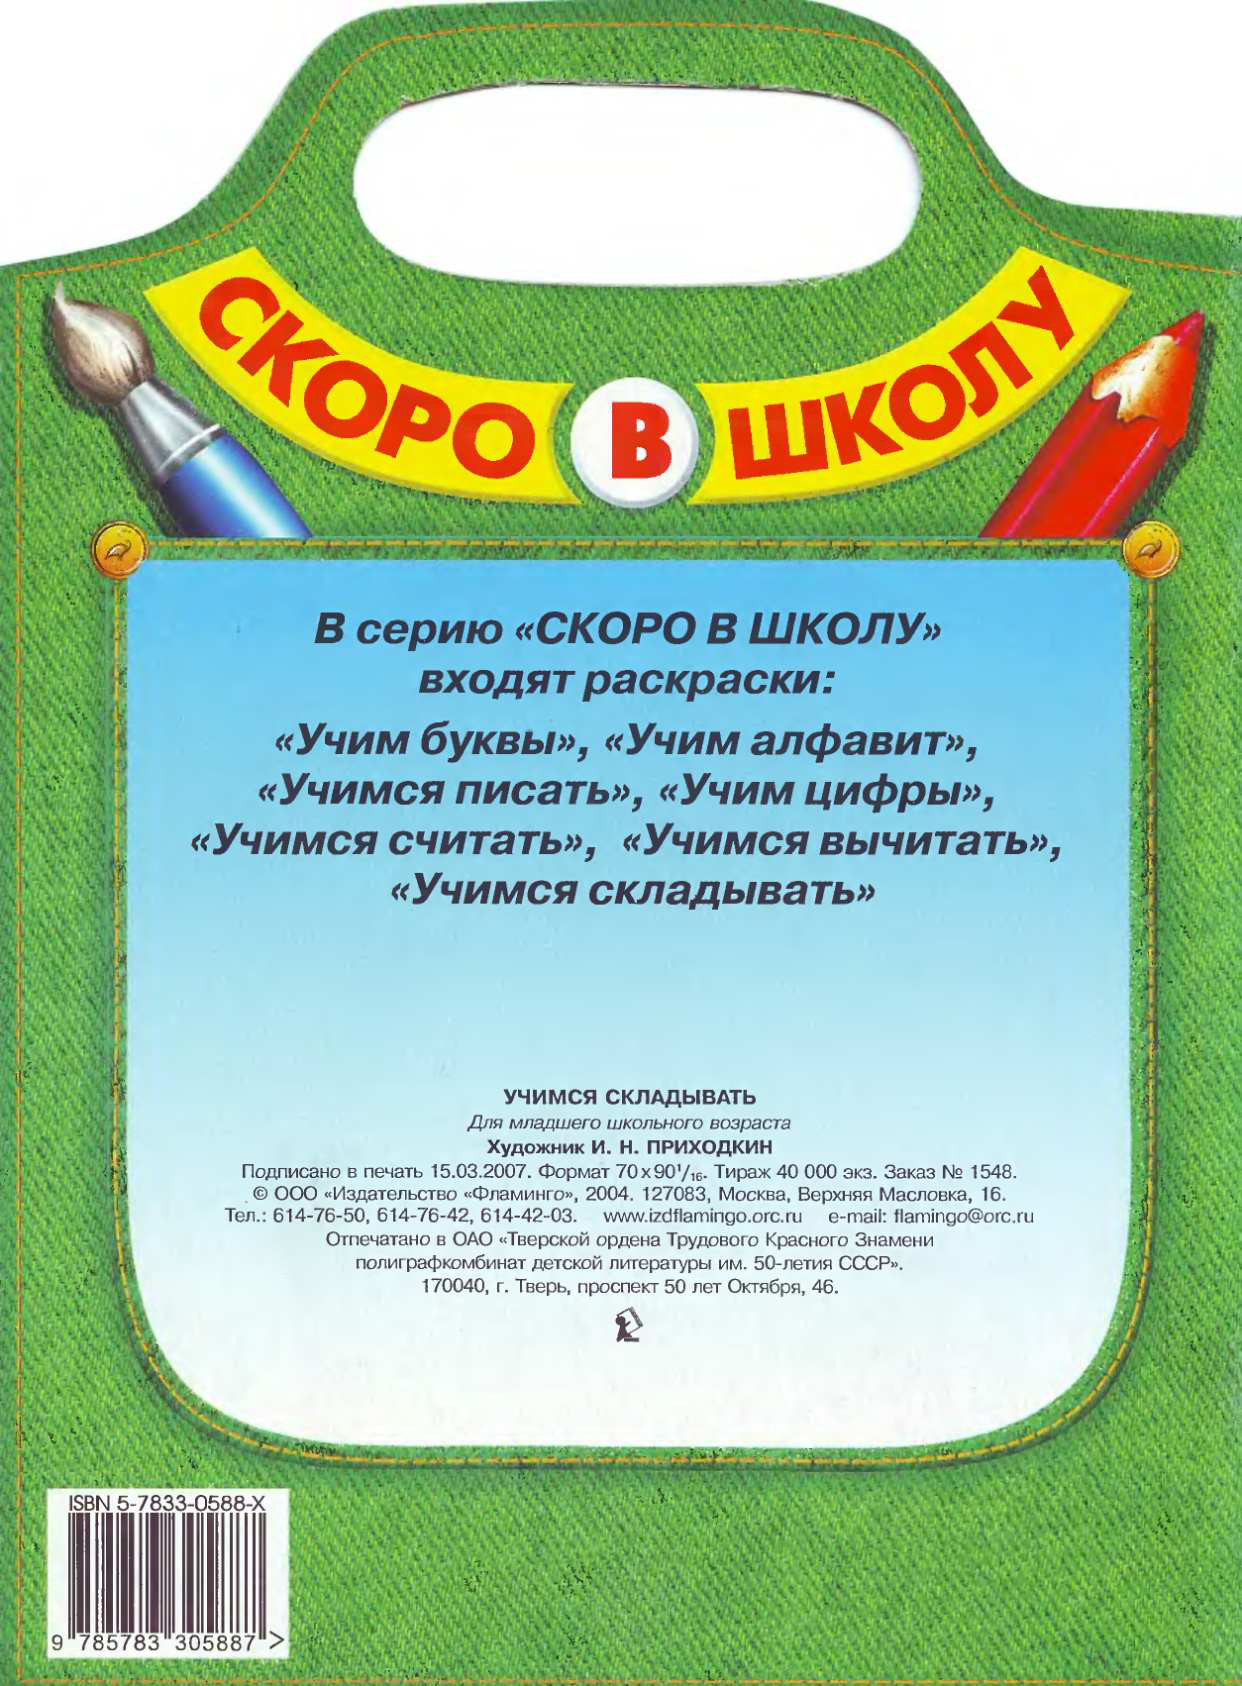 СКОРО В ШКОЛУ
В серию «СКОРО В ШКОЛУ»
входят раскраски:
«Учим буквы», «Учим алфавит»,
«Учимся писать», «Учим цифры»,
«Учимся считать», «Учимся вычитать»,
«Учимся складывать»
УЧИМСЯ СКЛАДЫВАТЬ
Для младшего школьного возраста
Художник И. Н. ПРИХОДКИН
Подписано в печать 15.03.2007. Формат 70х90¹/₁₆. Тираж 40 000 экз. Заказ № 1548.
© ООО «Издательство «Фламинго», 2004. 127083, Москва, Верхняя Масловка, 16.
Тел.: 614-76-50, 614-76-42, 614-42-03. www.izdflamingo.orc.ru e-mail: flamingo@orc.ru
Отпечатано в ОАО «Тверской ордена Трудового Красного Знамени
полиграфкомбинат детской литературы им. 50-летия СССР».
170040, г. Тверь, проспект 50 лет Октября, 46.
ISBN 5-7833-0588-X
9 785783 305887 >